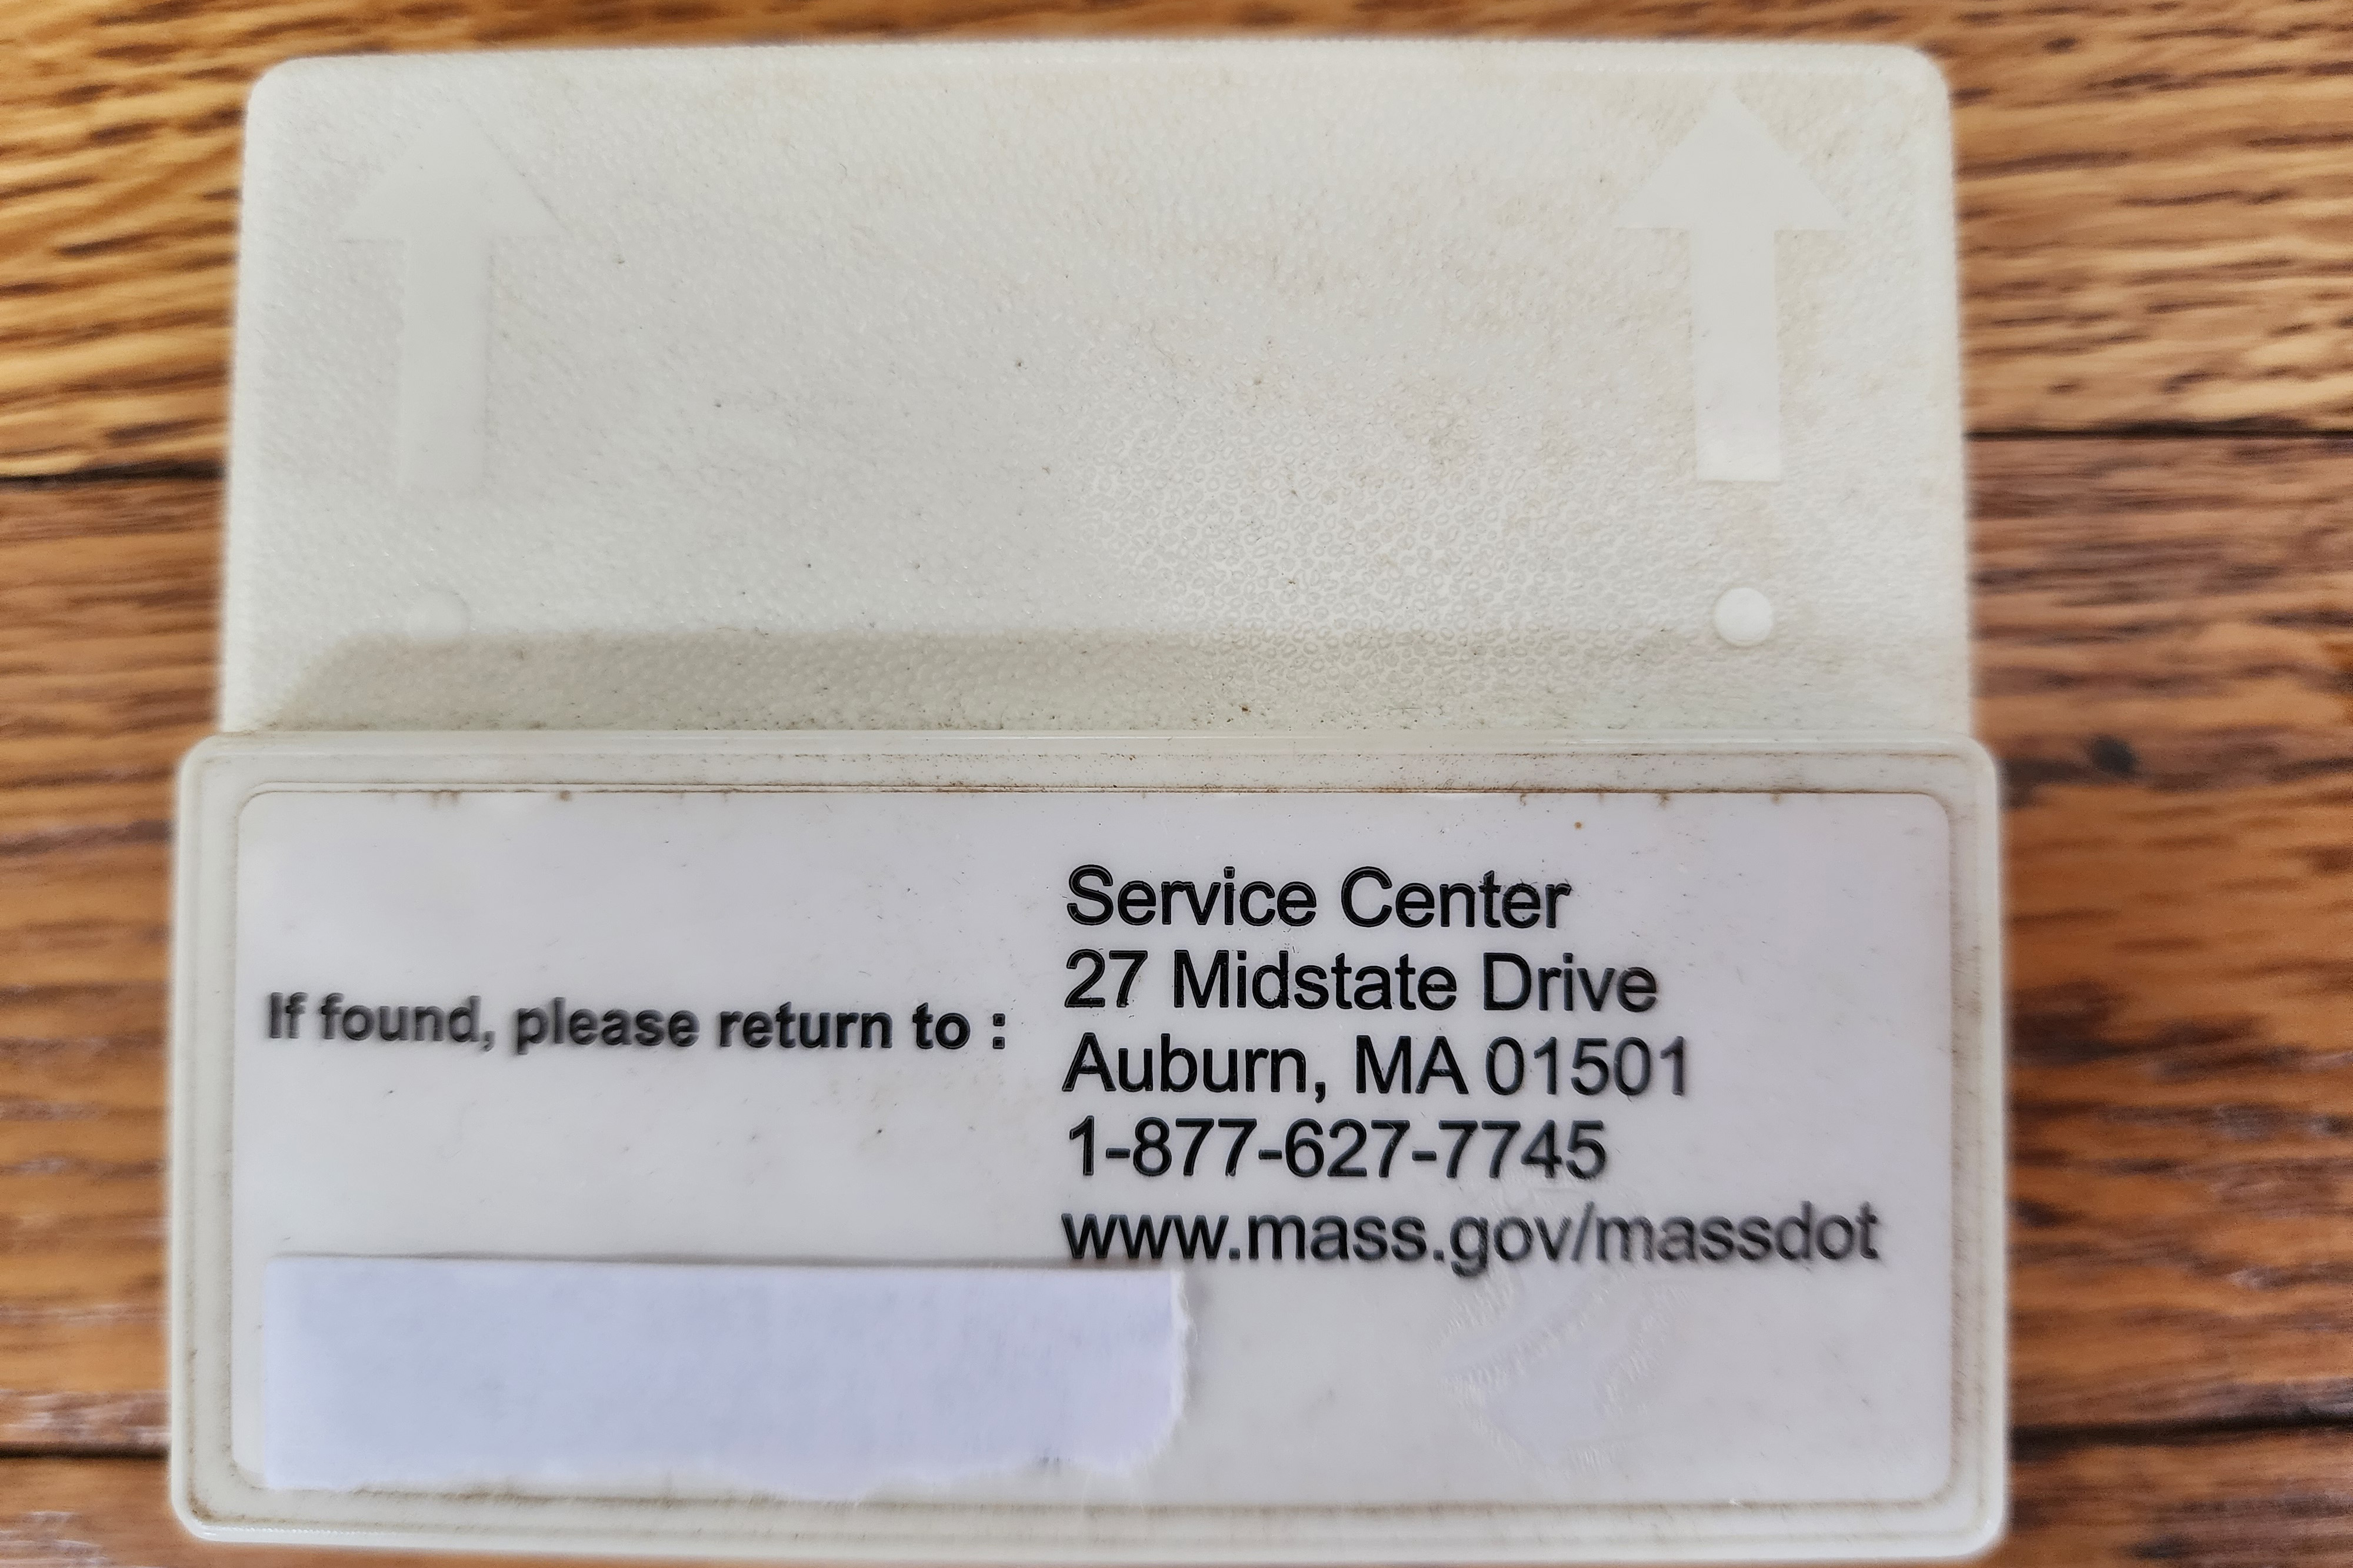 If found, please return to :
Service Center
27 Midstate Drive
Auburn, MA 01501
1-877-627-7745
www.mass.gov/massdot